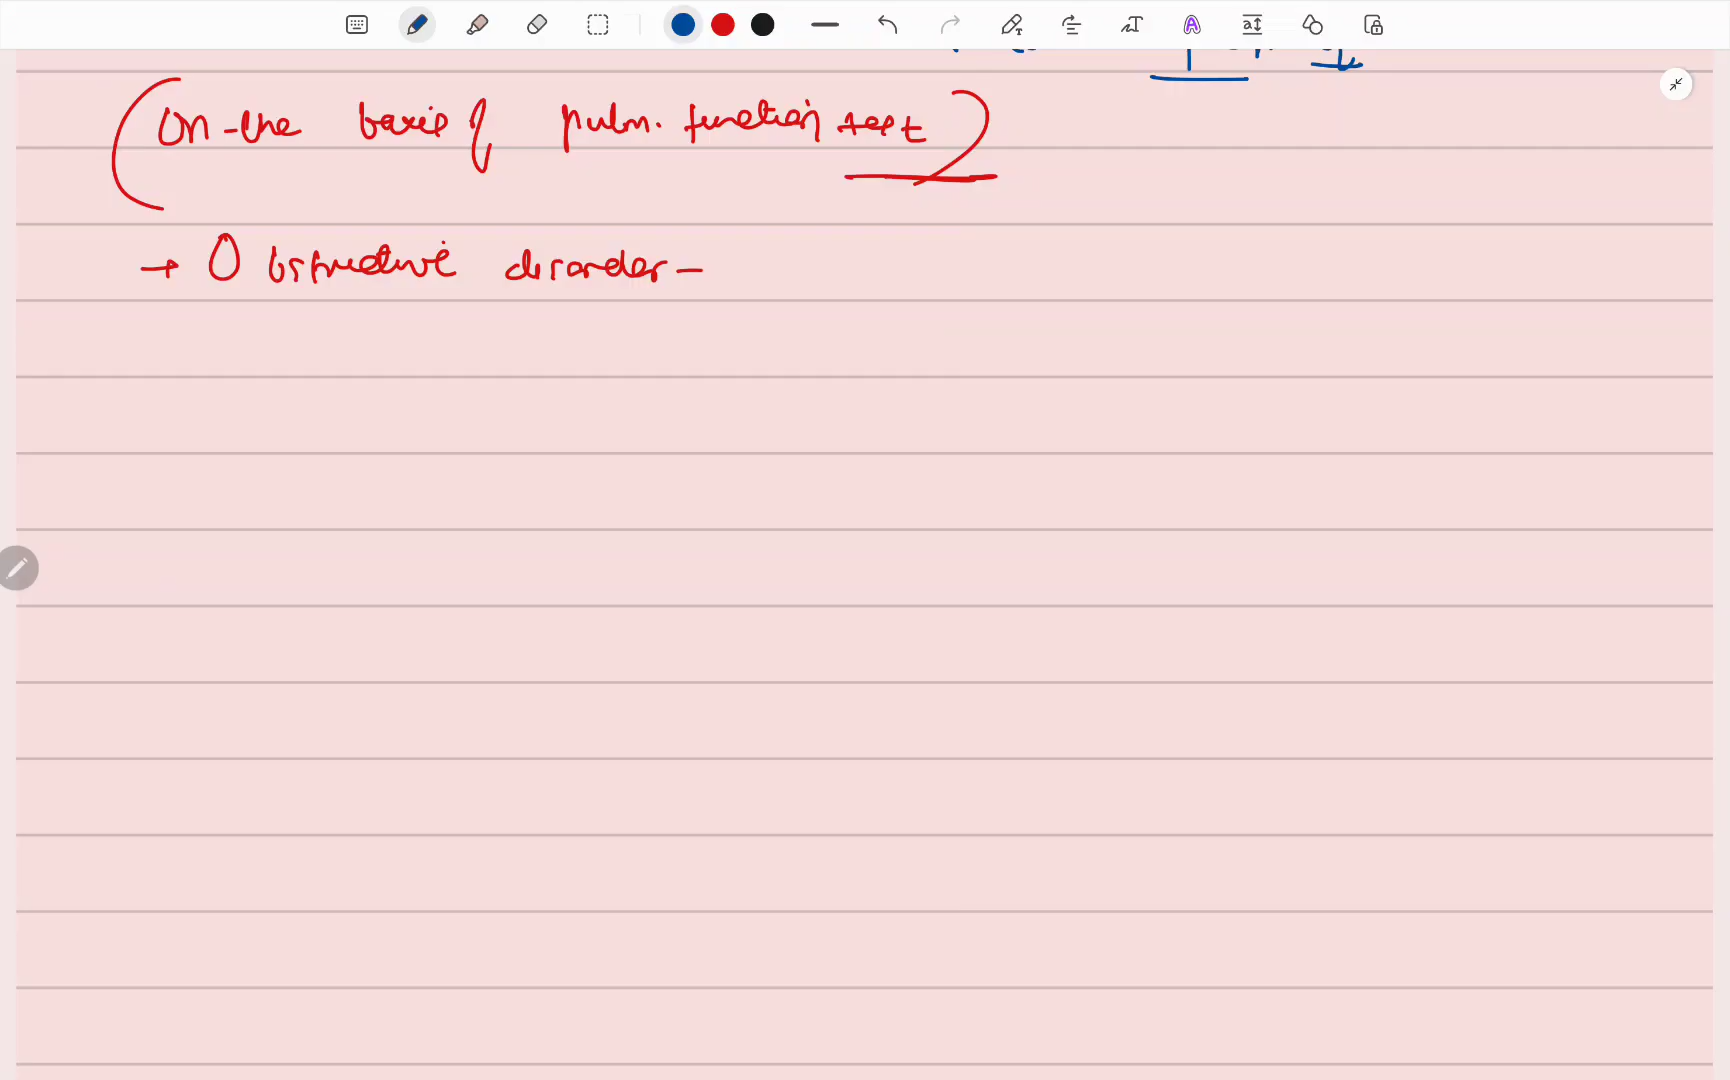 (On the basis of pulm. function test)
→ Obstructive disorder -